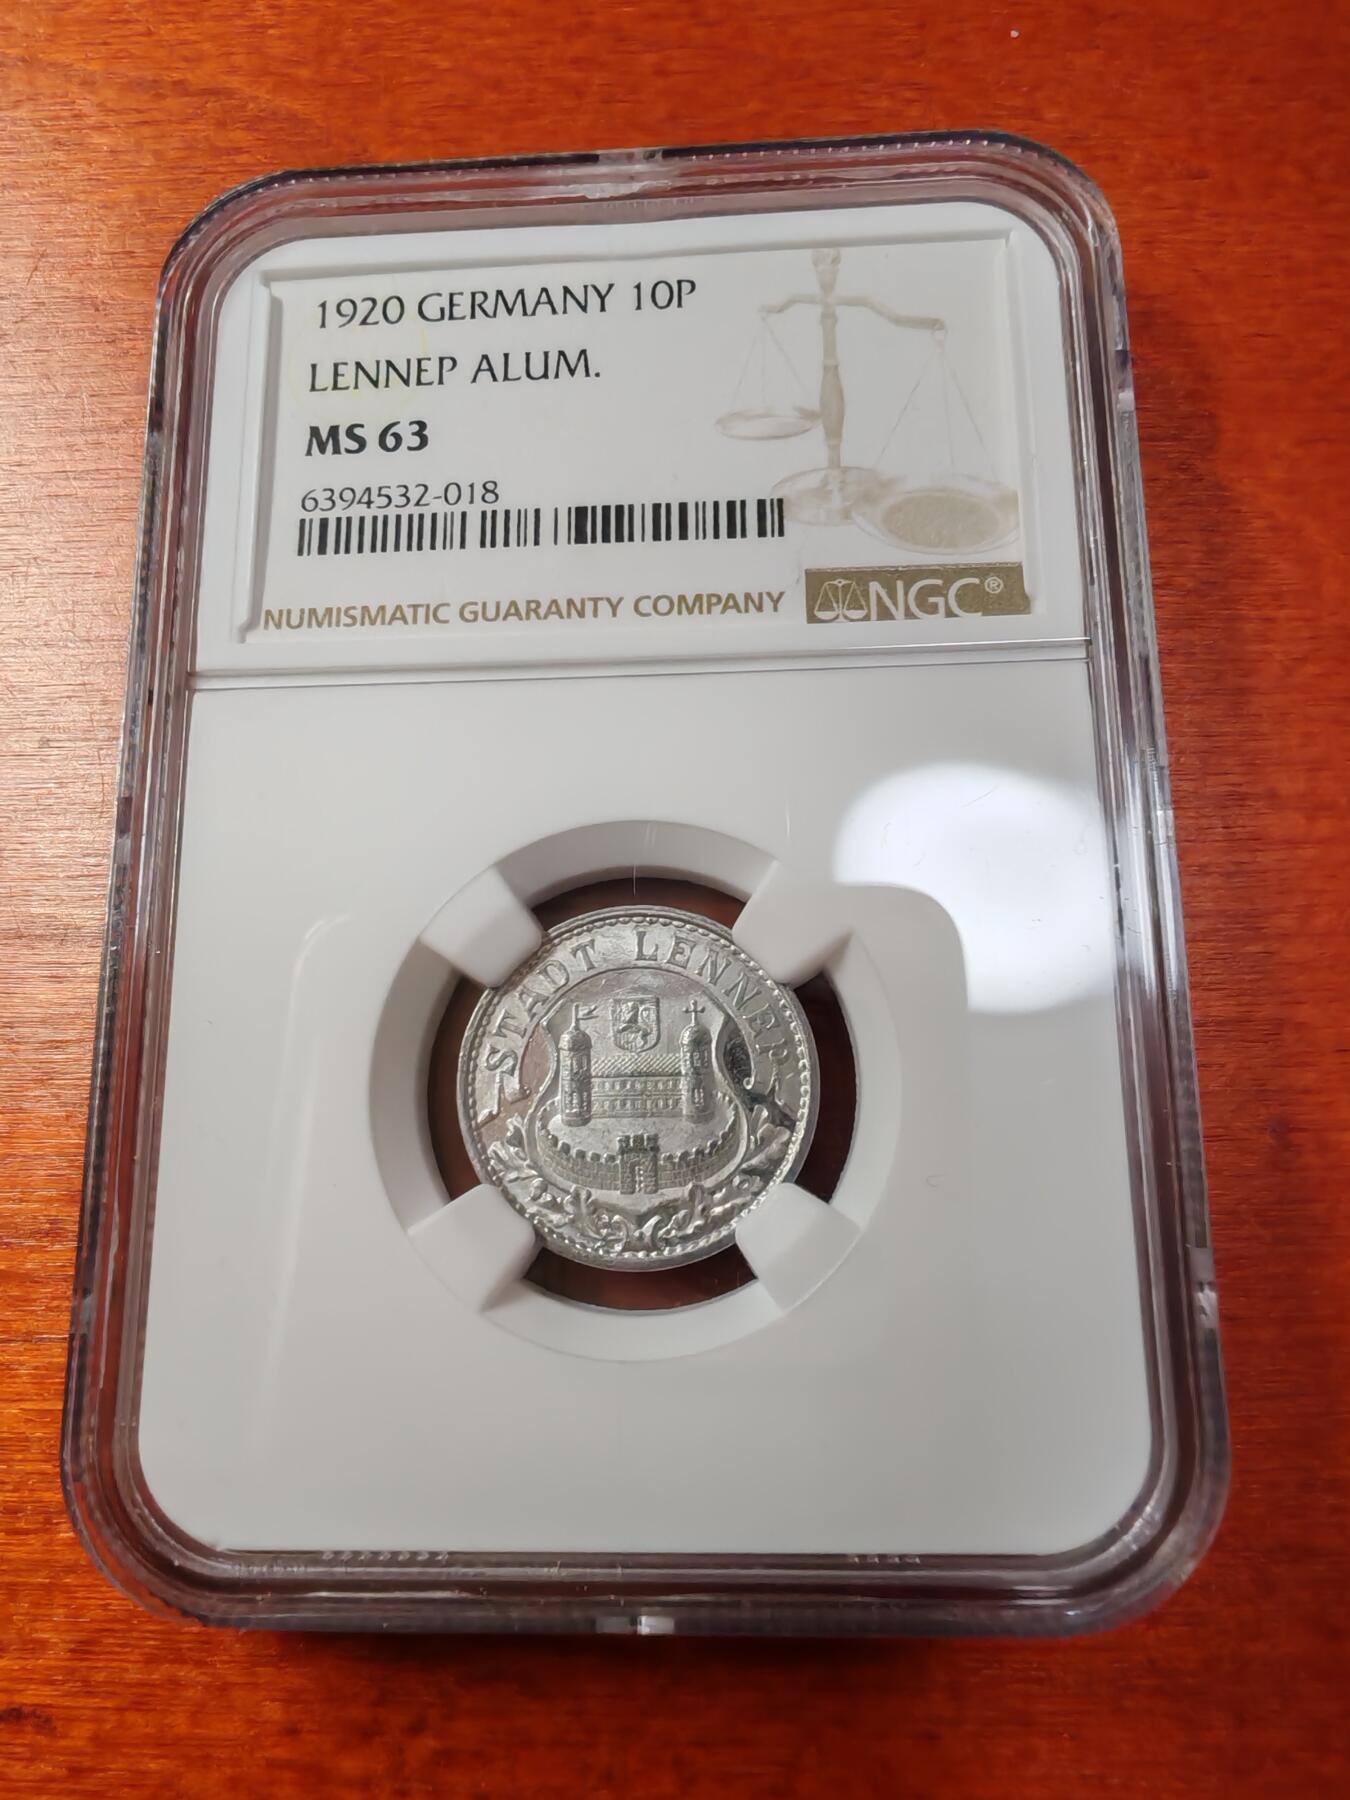 1920 GERMANY 10P
LENNEP ALUM.
MS 63
6394532-018
NUMISMATIC GUARANTY COMPANY
NGC®
STADT LENNEP